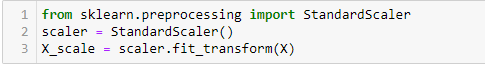 1 from sklearn.preprocessing import StandardScaler
2 scaler = StandardScaler()
3 X_scale = scaler.fit_transform(X)